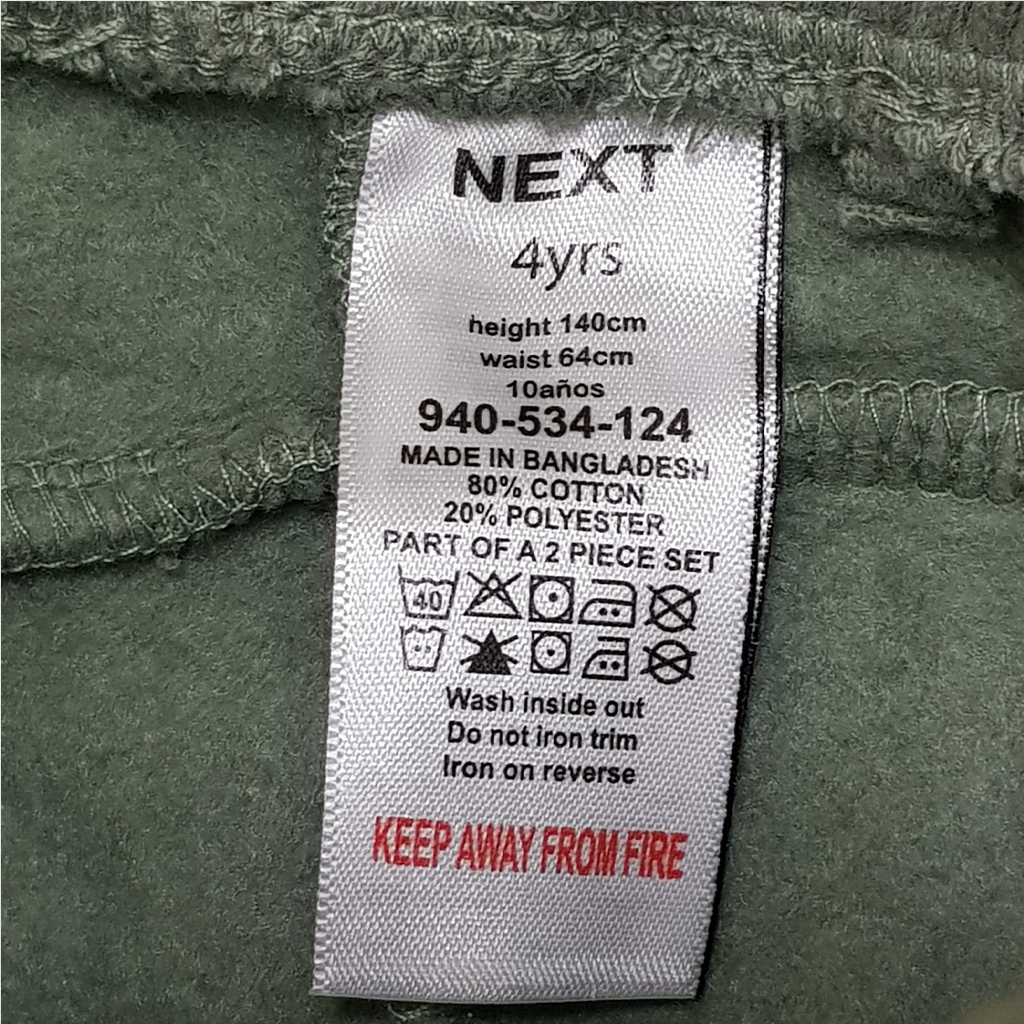 NEXT
4yrs
height 140cm
waist 64cm
10años
940-534-124
MADE IN BANGLADESH
80% COTTON
20% POLYESTER
PART OF A 2 PIECE SET
40
Wash inside out
Do not iron trim
Iron on reverse
KEEP AWAY FROM FIRE